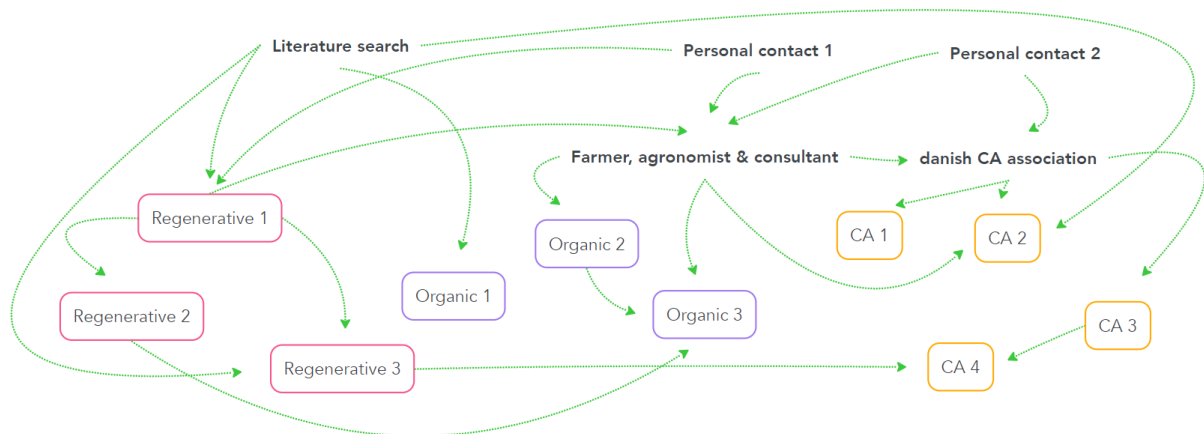 Literature search
Personal contact 1
Personal contact 2
Farmer, agronomist & consultant
danish CA association
Regenerative 1
Organic 2
CA 1
CA 2
Organic 1
Regenerative 2
Organic 3
CA 3
Regenerative 3
CA 4